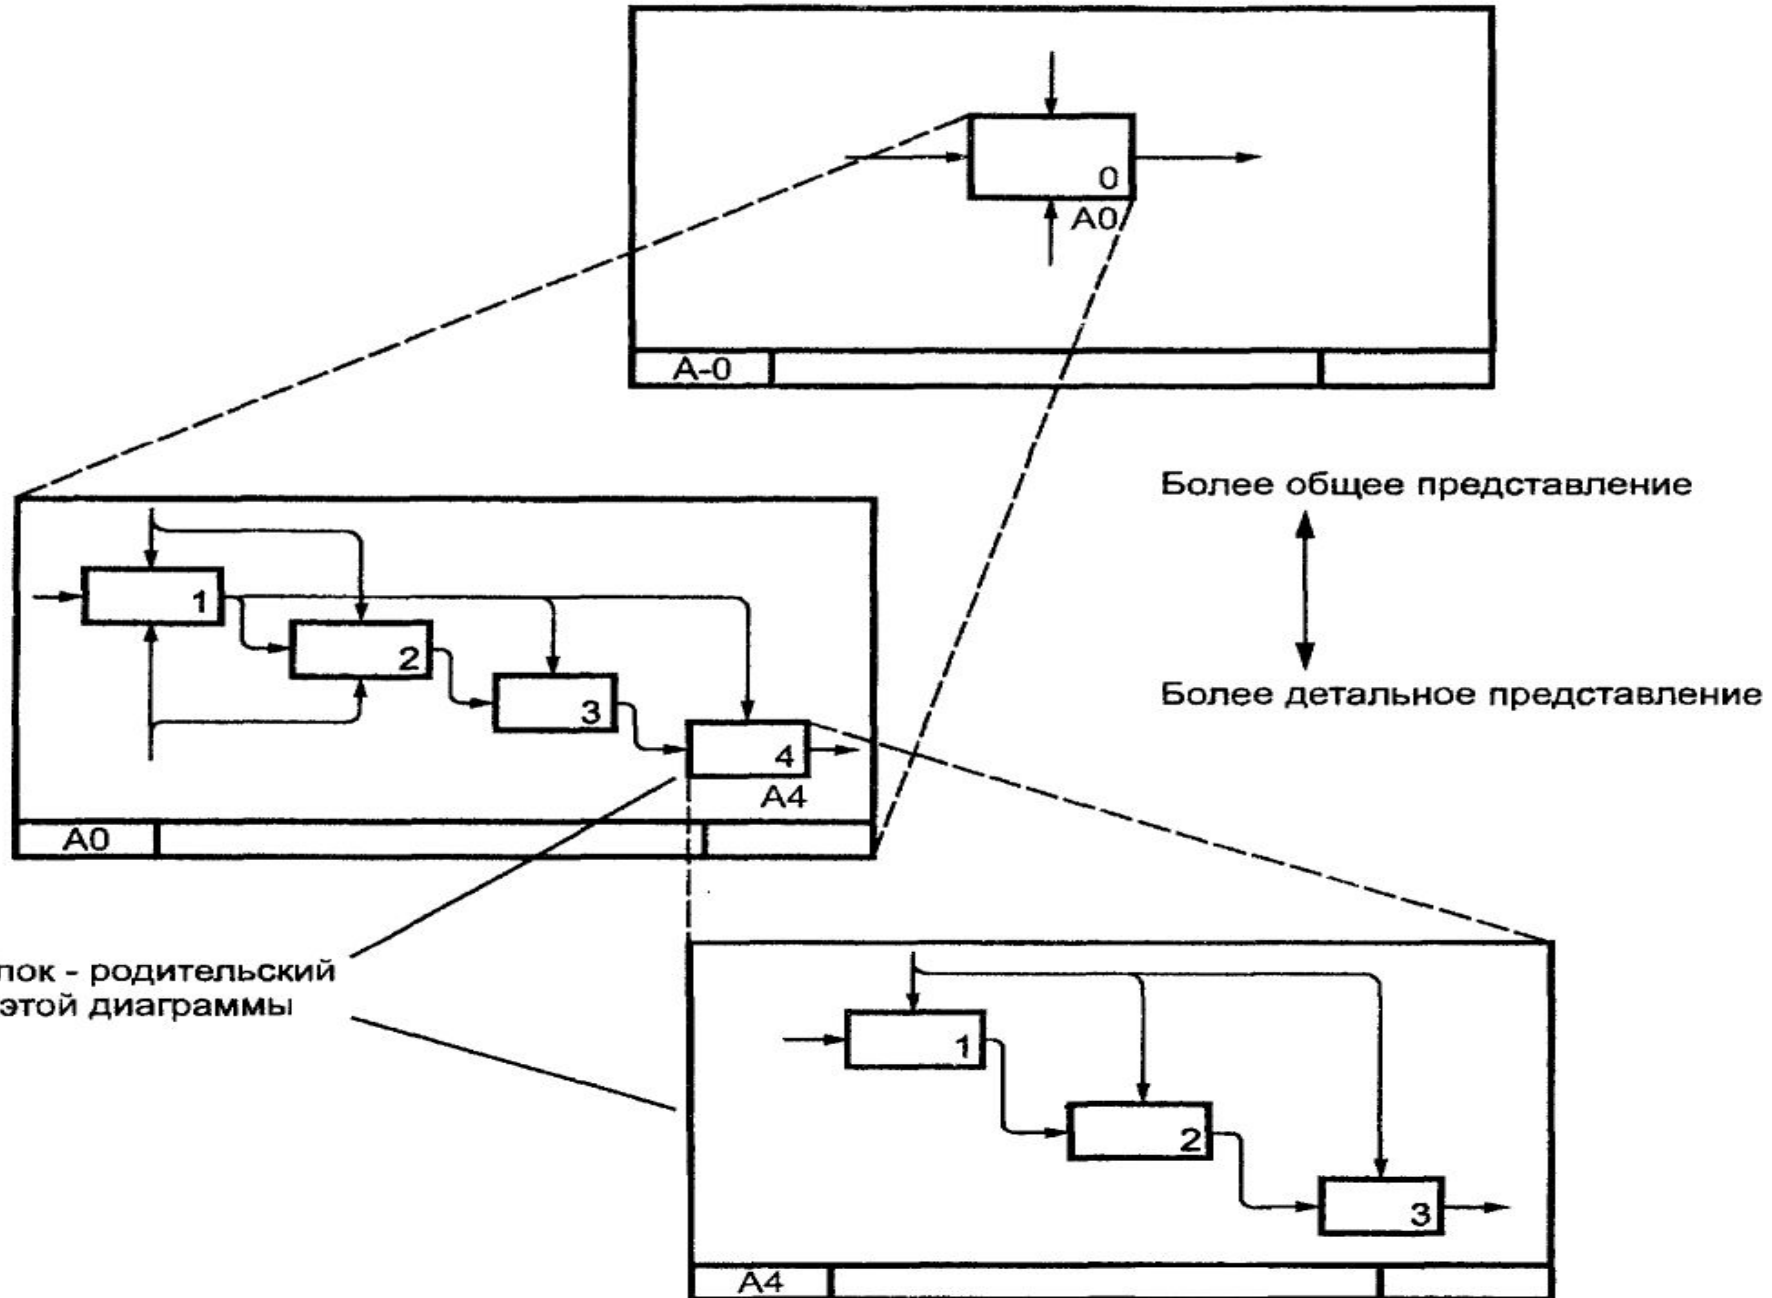 0
A0
A-0
Более общее представление
Более детальное представление
1
2
3
4
A4
A0
- родительский
этой диаграммы
1
2
3
A4